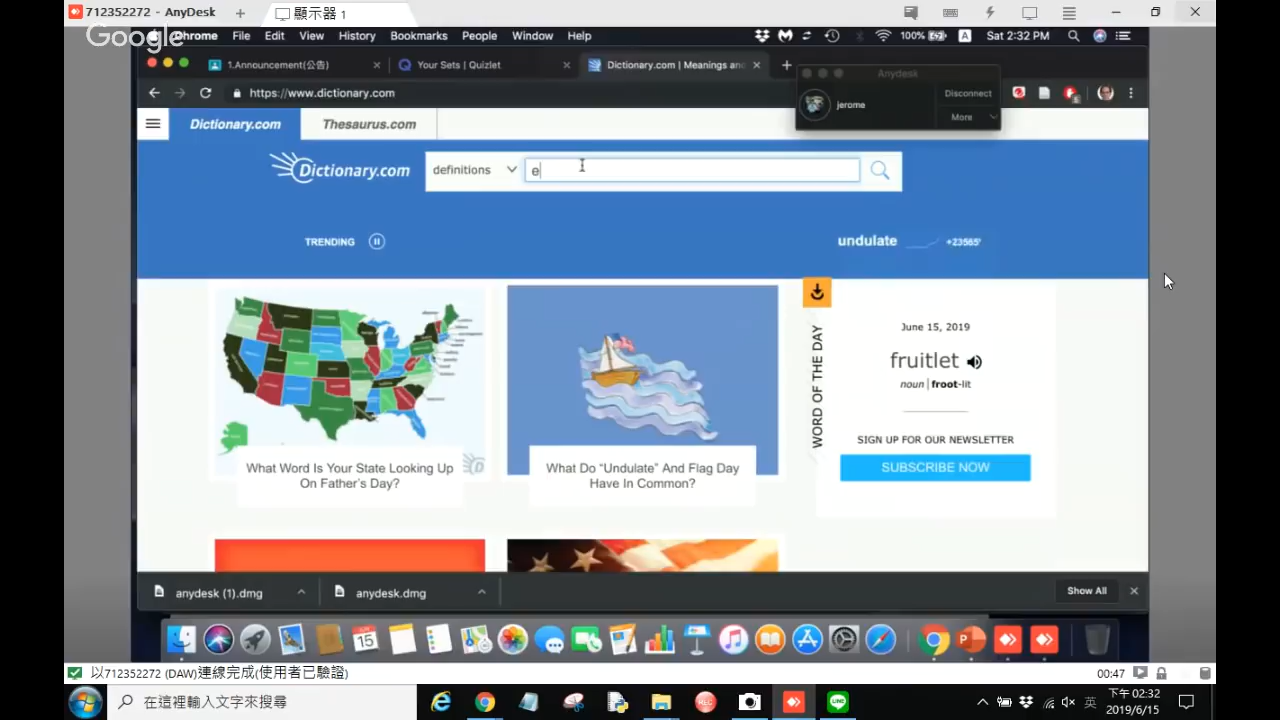 712352272 - AnyDesk
顯示器 1
Google
Chrome File Edit View History Bookmarks People Window Help
100% A Sat 2:32 PM
1.Announcement(公告)
Your Sets | Quizlet
Dictionary.com | Meanings and
Anydesk
jerome
Disconnect
More
https://www.dictionary.com
Dictionary.com
Thesaurus.com
Dictionary.com
definitions
e
TRENDING
undulate
+23565
What Word Is Your State Looking Up
On Father's Day?
What Do “Undulate” And Flag Day
Have In Common?
WORD OF THE DAY
June 15, 2019
fruitlet
noun | froot-lit
SIGN UP FOR OUR NEWSLETTER
SUBSCRIBE NOW
anydesk (1).dmg
anydesk.dmg
Show All
15
以712352272 (DAW)連線完成(使用者已驗證)
00:47
在這裡輸入文字來搜尋
REC
LINE
英
下午 02:32
2019/6/15